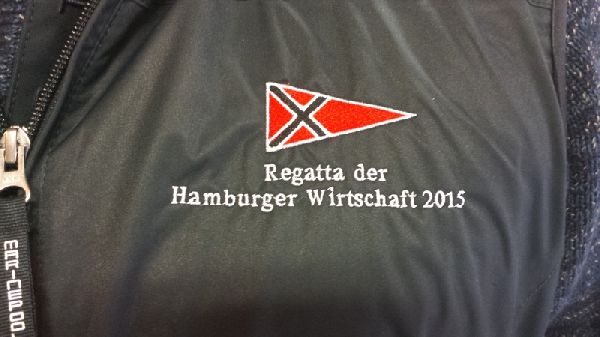 Regatta der
Hamburger Wirtschaft 2015